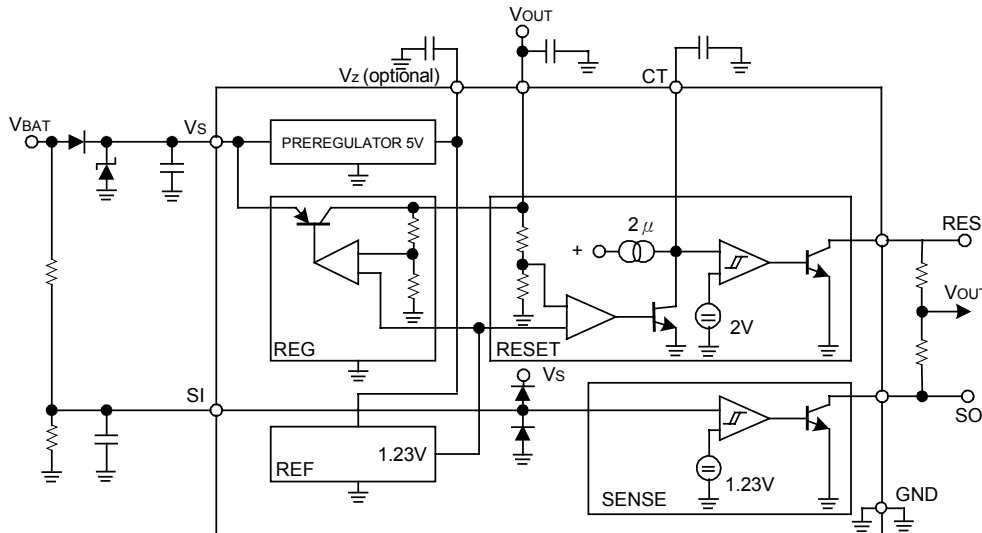 VOUT
VZ (optional)
CT
VBAT
VS
PREREGULATOR 5V
2 μ
+
RES
VOUT
2V
REG
RESET
VS
SI
SO
1.23V
REF
1.23V
SENSE
GND